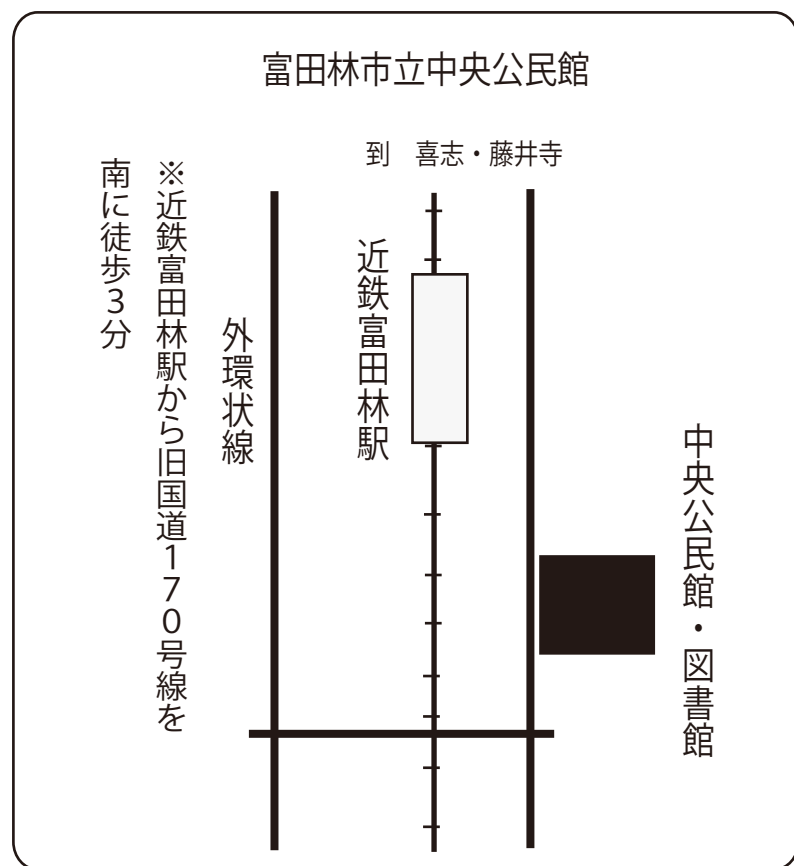 富田林市立中央公民館
到　喜志・藤井寺
中央公民館・図書館
近鉄富田林駅
外環状線
※近鉄富田林駅から旧国道１７０号線を
南に徒歩３分